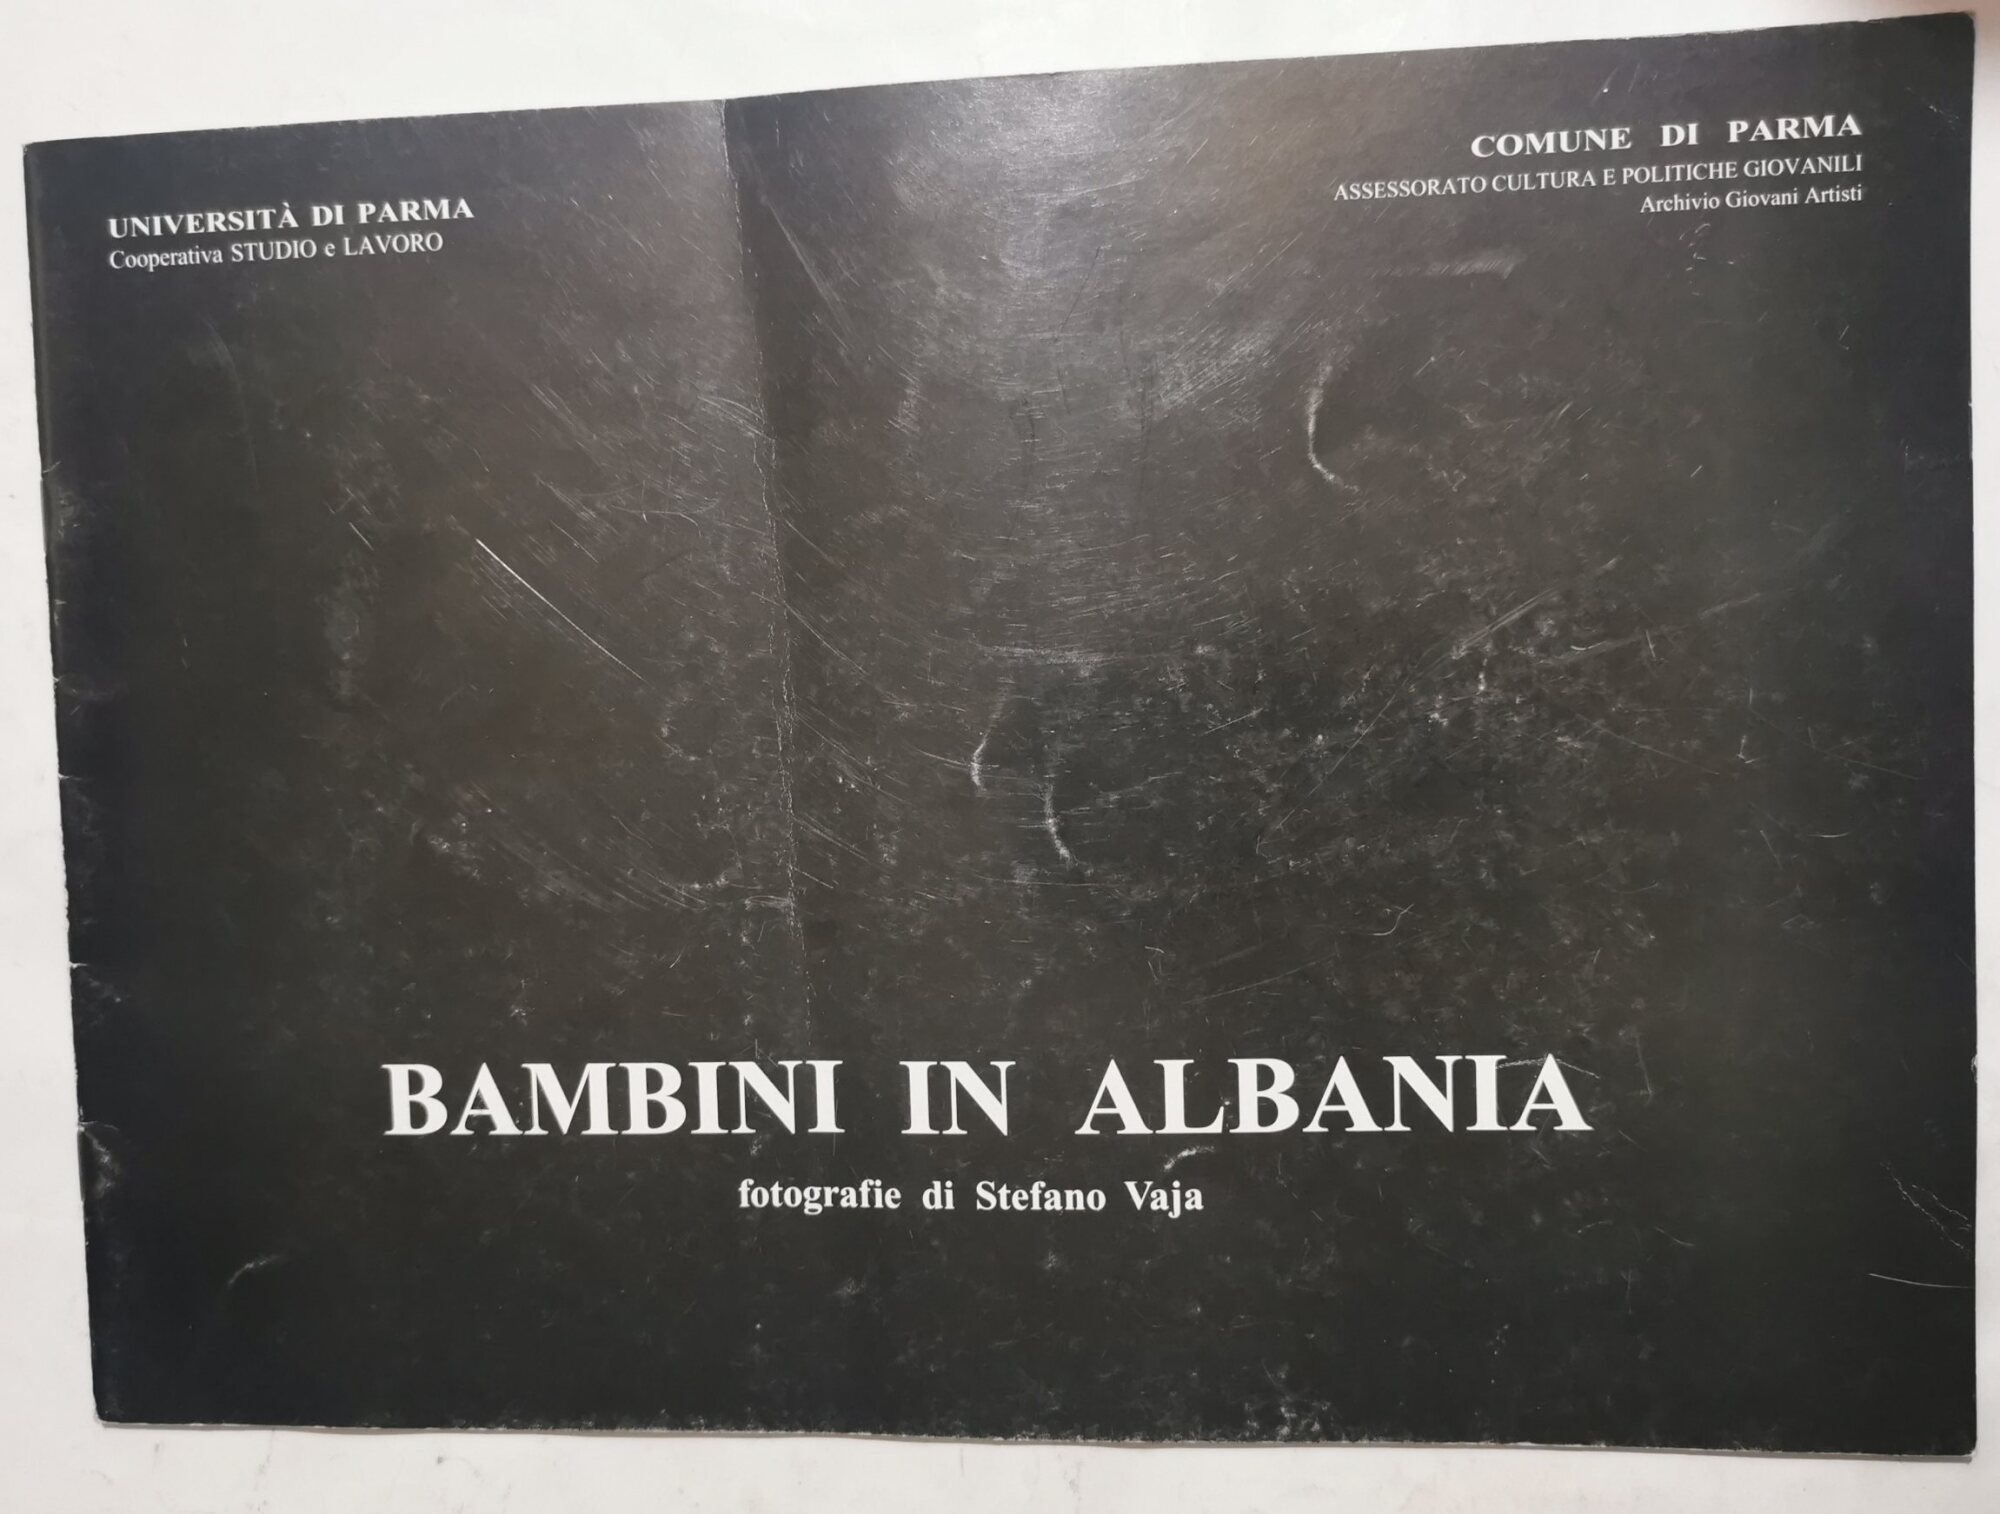 UNIVERSITÀ DI PARMA
Cooperativa STUDIO e LAVORO
COMUNE DI PARMA
ASSESSORATO CULTURA E POLITICHE GIOVANILI
Archivio Giovani Artisti
BAMBINI IN ALBANIA
fotografie di Stefano Vaja